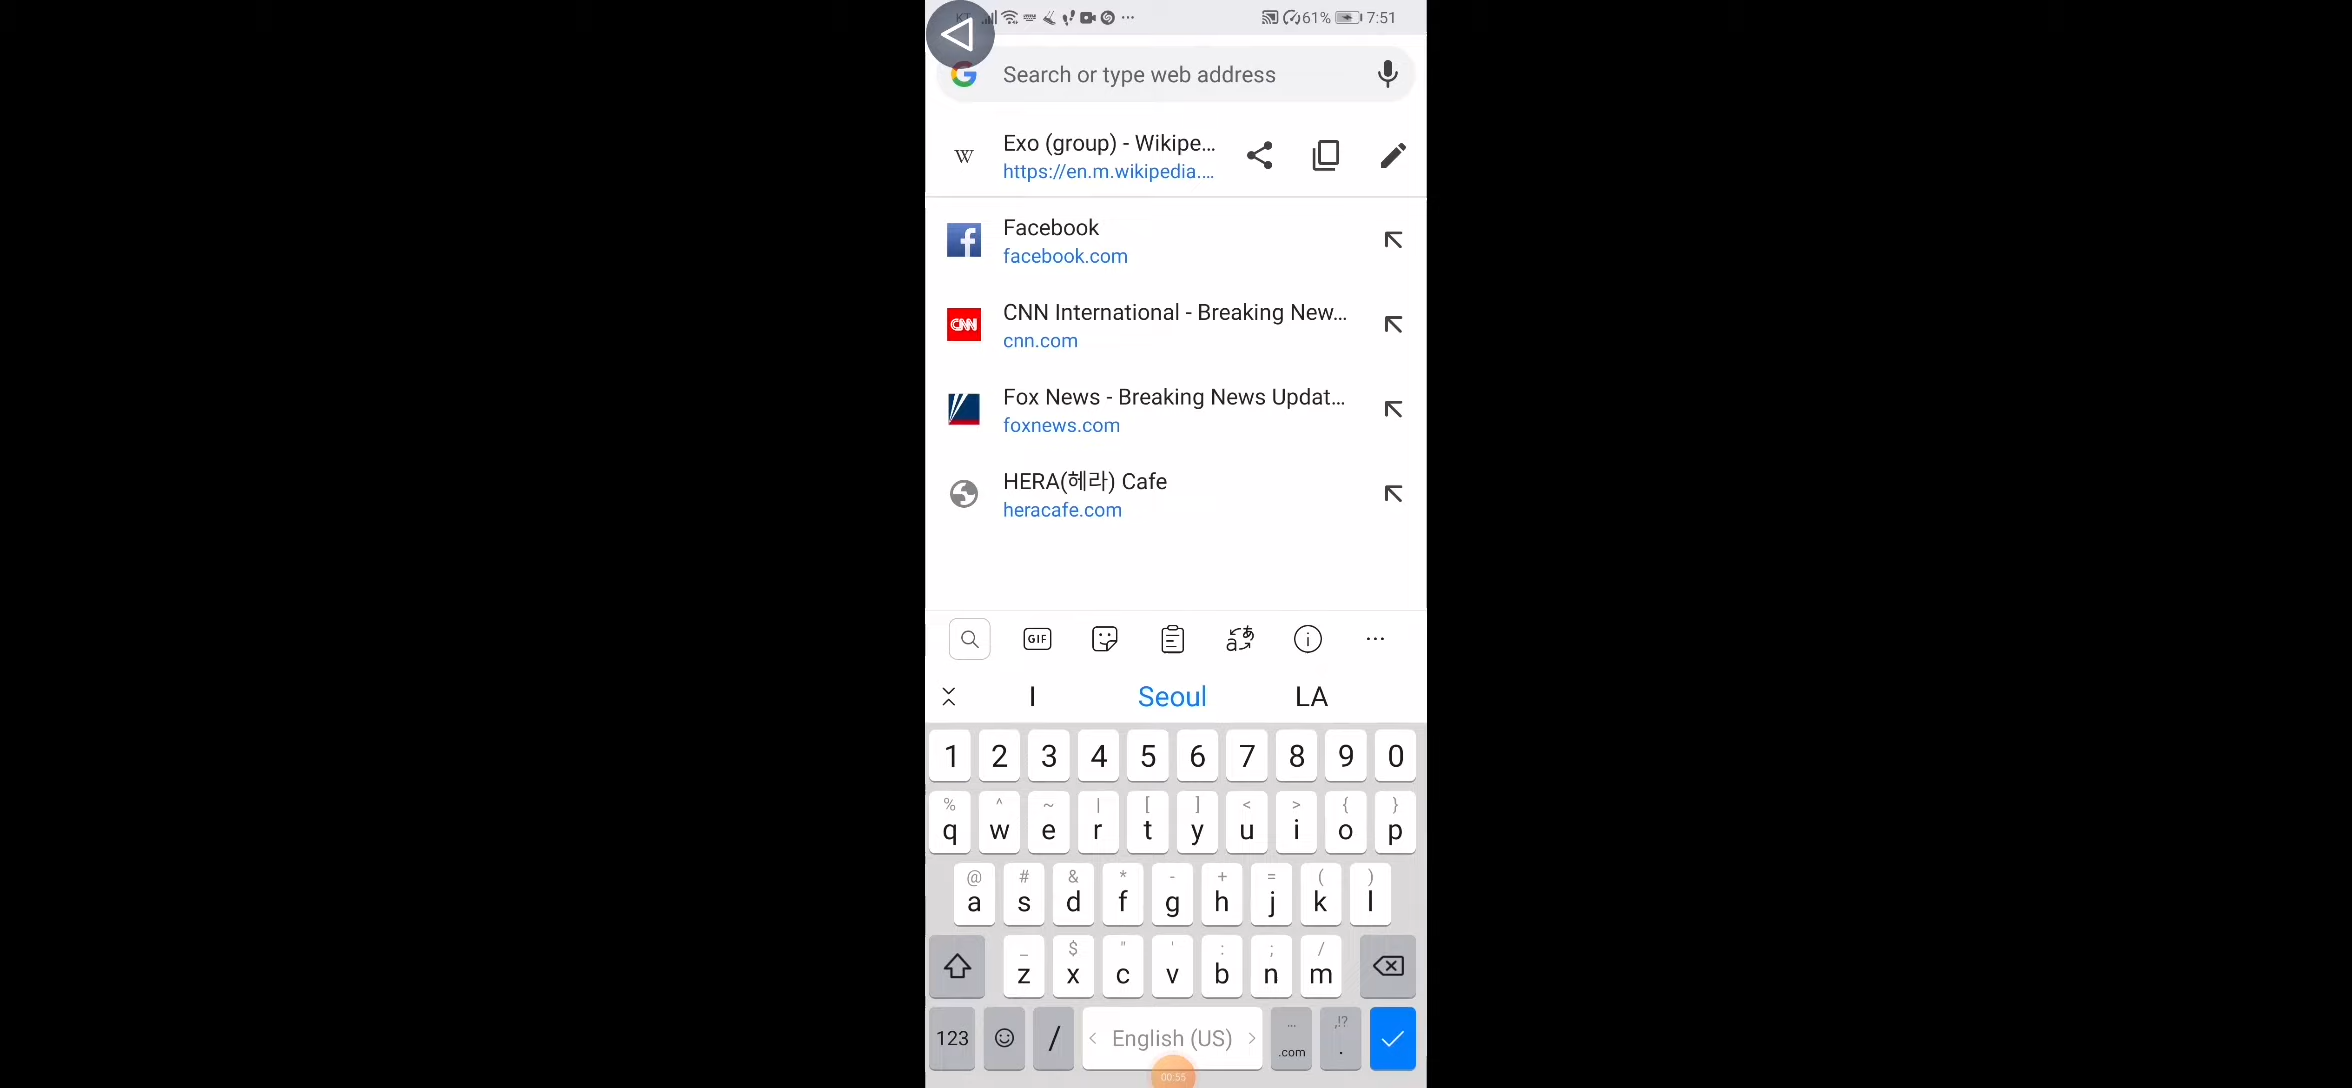 KT 61% 7:51
Search or type web address
Exo (group) - Wikipe...
https://en.m.wikipedia....
Facebook
facebook.com
CNN
CNN International - Breaking New...
cnn.com
Fox News - Breaking News Updat...
foxnews.com
HERA(헤라) Cafe
heracafe.com
GIF
I Seoul LA
1 2 3 4 5 6 7 8 9 0
% ^ ~ | [ ] < > { }
q w e r t y u i o p
@ # & * - + = ( )
a s d f g h j k l
_ $ " ' : ; /
z x c v b n m
... ,!?
123 / < English (US) > .com .
00:55